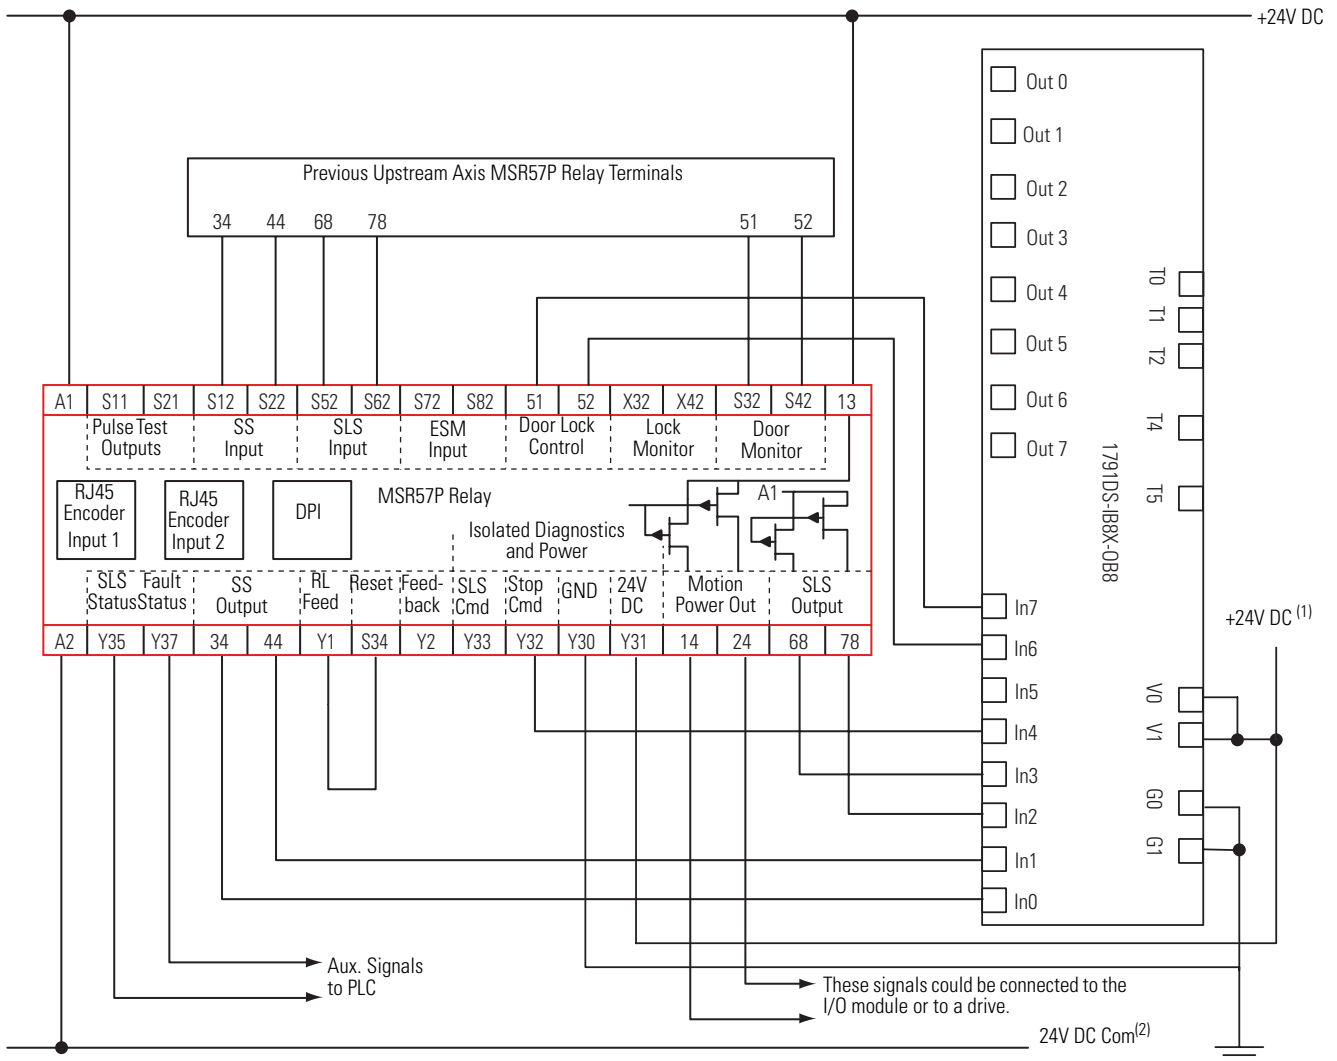 +24V DC
Out 0
Out 1
Out 2
Out 3
Out 4
Out 5
Out 6
Out 7
T0
T1
T2
T4
T5
1791DS-IB8X-OB8
Previous Upstream Axis MSR57P Relay Terminals
34 44 68 78 51 52
A1 S11 S21 S12 S22 S52 S62 S72 S82 51 52 X32 X42 S32 S42 13
Pulse Test
Outputs
SS
Input
SLS
Input
ESM
Input
Door Lock
Control
Lock
Monitor
Door
Monitor
RJ45
Encoder
Input 1
RJ45
Encoder
Input 2
DPI
MSR57P Relay
A1
Isolated Diagnostics
and Power
SLS
Status
Fault
Status
SS
Output
RL
Feed
Reset
Feed-
back
SLS
Cmd
Stop
Cmd
GND
24V
DC
Motion
Power Out
SLS
Output
A2 Y35 Y37 34 44 Y1 S34 Y2 Y33 Y32 Y30 Y31 14 24 68 78
In7
In6
In5
In4
In3
In2
In1
In0
+24V DC (1)
V0
V1
G0
G1
Aux. Signals
to PLC
These signals could be connected to the
I/O module or to a drive.
24V DC Com(2)